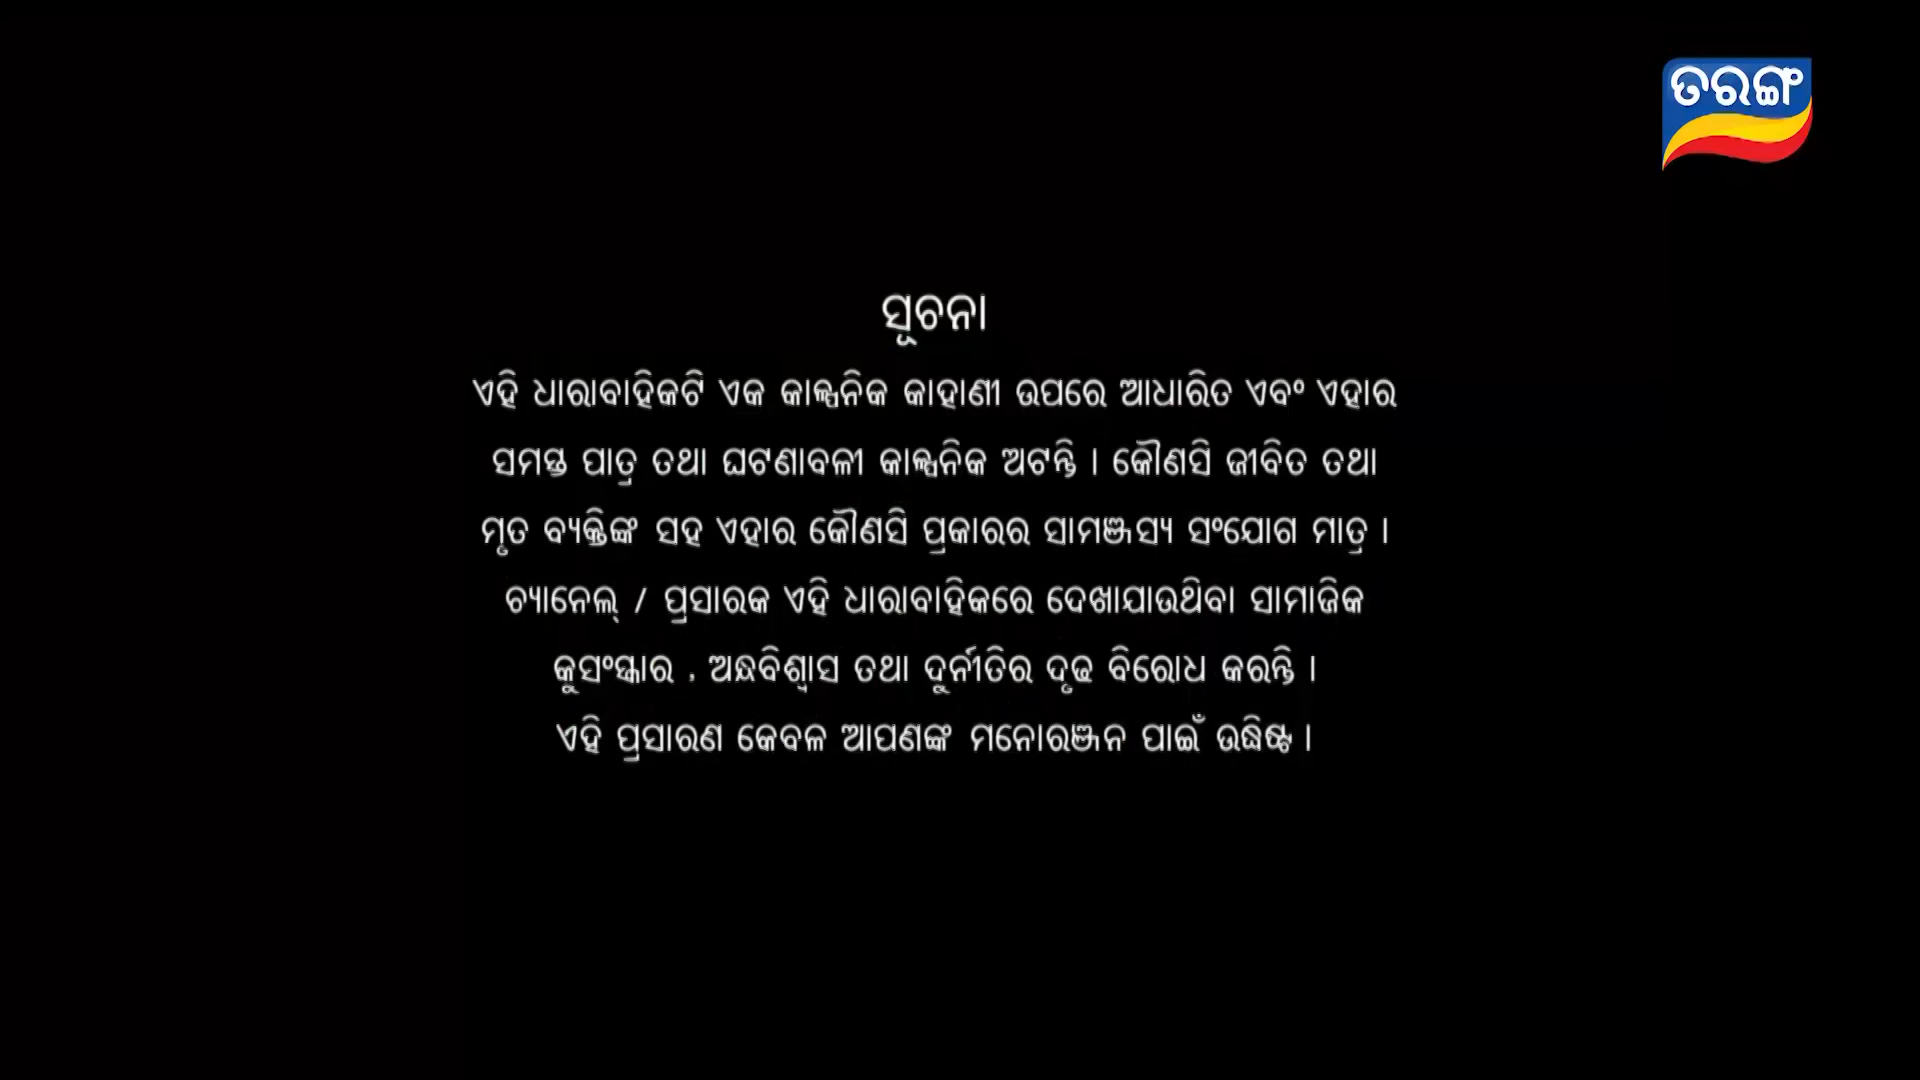 ତରଙ୍ଗ
ସୂଚନା
ଏହି ଧାରାବାହିକଟି ଏକ କାଳ୍ପନିକ କାହାଣୀ ଉପରେ ଆଧାରିତ ଏବଂ ଏହାର
ସମସ୍ତ ପାତ୍ର ତଥା ଘଟଣାବଳୀ କାଳ୍ପନିକ ଅଟନ୍ତି । କୌଣସି ଜୀବିତ ତଥା
ମୃତ ବ୍ୟକ୍ତିଙ୍କ ସହ ଏହାର କୌଣସି ପ୍ରକାରର ସାମଞ୍ଜସ୍ୟ ସଂଯୋଗ ମାତ୍ର ।
ଚ୍ୟାନେଲ୍ / ପ୍ରସାରକ ଏହି ଧାରାବାହିକରେ ଦେଖାଯାଉଥିବା ସାମାଜିକ
କୁସଂସ୍କାର , ଅନ୍ଧବିଶ୍ୱାସ ତଥା ଦୁର୍ନୀତିର ଦୃଢ ବିରୋଧ କରନ୍ତି ।
ଏହି ପ୍ରସାରଣ କେବଳ ଆପଣଙ୍କ ମନୋରଞ୍ଜନ ପାଇଁ ଉଦ୍ଧିଷ୍ଟ ।